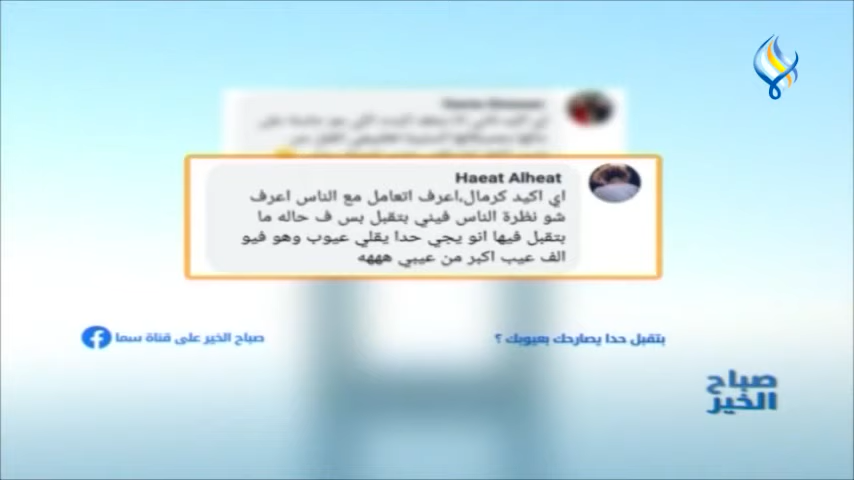 Haeat Alheat
اي اكيد كرمال،اعرف اتعامل مع الناس اعرف
شو نظرة الناس فيني بتقبل بس ف حاله ما
بتقبل فيها انو يجي حدا يقلي عيوب وهو فيو
الف عيب اكبر من عيبي هههه
بتقبل حدا يصارحك بعيوبك ؟
صباح الخير على قناة سما
صباح
الخير